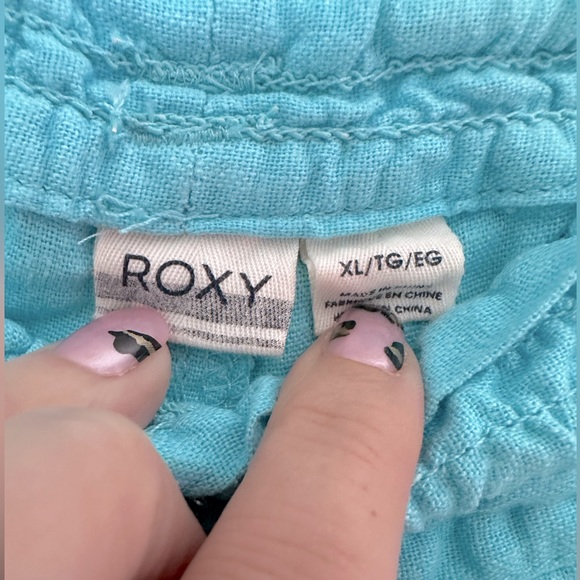 ROXY
XL/TG/EG
MADE IN
EN CHINE
CHINA